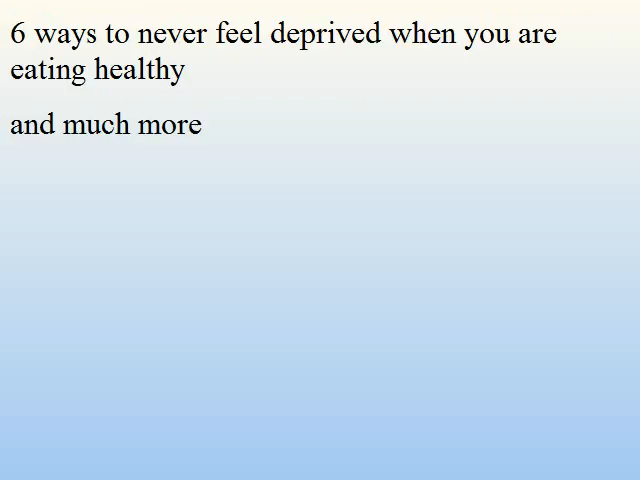 6 ways to never feel deprived when you are
eating healthy
and much more